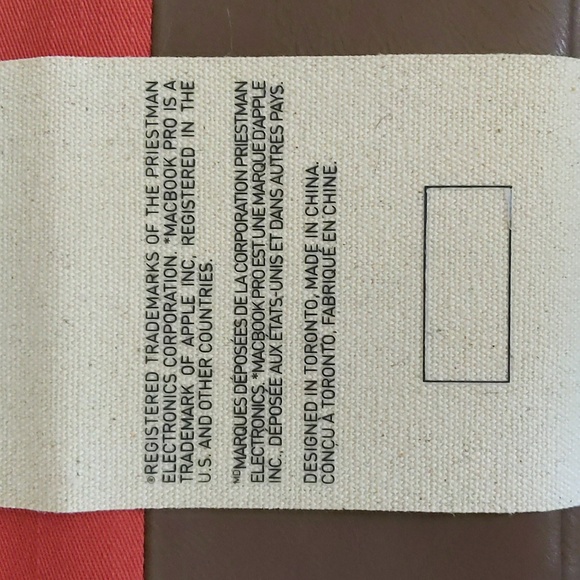 ®REGISTERED TRADEMARKS OF THE PRIESTMAN
ELECTRONICS CORPORATION. *MACBOOK PRO IS A
TRADEMARK OF APPLE INC, REGISTERED IN THE
U.S. AND OTHER COUNTRIES.
MDMARQUES DÉPOSÉES DE LA CORPORATION PRIESTMAN
ELECTRONICS. *MACBOOK PRO EST UNE MARQUE D'APPLE
INC., DÉPOSÉE AUX ÉTATS-UNIS ET DANS AUTRES PAYS.
DESIGNED IN TORONTO, MADE IN CHINA.
CONÇU À TORONTO, FABRIQUÉ EN CHINE.